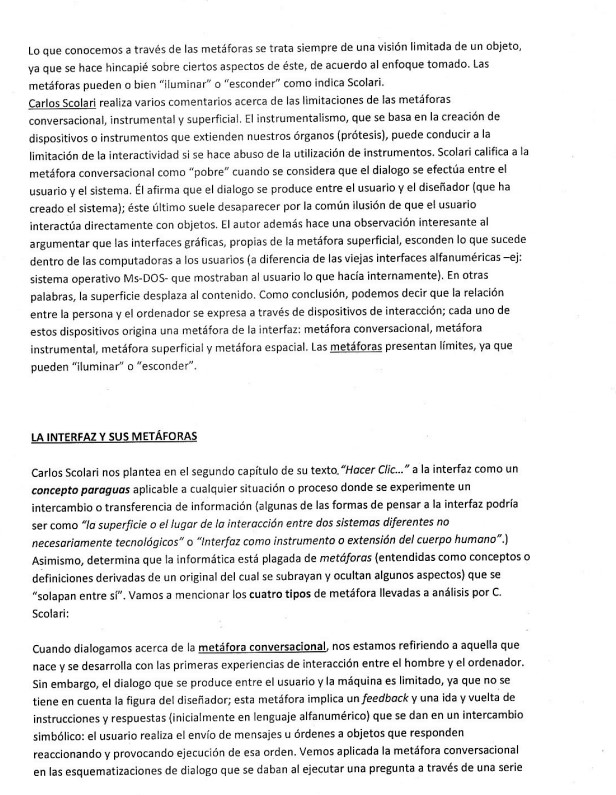 Lo que conocemos a través de las metáforas se trata siempre de una visión limitada de un objeto,
ya que se hace hincapié sobre ciertos aspectos de éste, de acuerdo al enfoque tomado. Las
metáforas pueden o bien “iluminar” o “esconder” como indica Scolari.
Carlos Scolari realiza varios comentarios acerca de las limitaciones de las metáforas
conversacional, instrumental y superficial. El instrumentalismo, que se basa en la creación de
dispositivos o instrumentos que extienden nuestros órganos (prótesis), puede conducir a la
limitación de la interactividad si se hace abuso de la utilización de instrumentos. Scolari califica a la
metáfora conversacional como “pobre” cuando se considera que el dialogo se efectúa entre el
usuario y el sistema. Él afirma que el dialogo se produce entre el usuario y el diseñador (que ha
creado el sistema); éste último suele desaparecer por la común ilusión de que el usuario
interactúa directamente con objetos. El autor además hace una observación interesante al
argumentar que las interfaces gráficas, propias de la metáfora superficial, esconden lo que sucede
dentro de las computadoras a los usuarios (a diferencia de las viejas interfaces alfanuméricas –ej:
sistema operativo Ms-DOS- que mostraban al usuario lo que hacía internamente). En otras
palabras, la superficie desplaza al contenido. Como conclusión, podemos decir que la relación
entre la persona y el ordenador se expresa a través de dispositivos de interacción; cada uno de
estos dispositivos origina una metáfora de la interfaz: metáfora conversacional, metáfora
instrumental, metáfora superficial y metáfora espacial. Las metáforas presentan límites, ya que
pueden “iluminar” o “esconder”.
LA INTERFAZ Y SUS METÁFORAS
Carlos Scolari nos plantea en el segundo capítulo de su texto “Hacer Clic…” a la interfaz como un
concepto paraguas aplicable a cualquier situación o proceso donde se experimente un
intercambio o transferencia de información (algunas de las formas de pensar a la interfaz podría
ser como “la superficie o el lugar de la interacción entre dos sistemas diferentes no
necesariamente tecnológicos” o “Interfaz como instrumento o extensión del cuerpo humano”.)
Asimismo, determina que la informática está plagada de metáforas (entendidas como conceptos o
definiciones derivadas de un original del cual se subrayan y ocultan algunos aspectos) que se
“solapan entre sí”. Vamos a mencionar los cuatro tipos de metáfora llevadas a análisis por C.
Scolari:
Cuando dialogamos acerca de la metáfora conversacional, nos estamos refiriendo a aquella que
nace y se desarrolla con las primeras experiencias de interacción entre el hombre y el ordenador.
Sin embargo, el dialogo que se produce entre el usuario y la máquina es limitado, ya que no se
tiene en cuenta la figura del diseñador; esta metáfora implica un feedback y una ida y vuelta de
instrucciones y respuestas (inicialmente en lenguaje alfanumérico) que se dan en un intercambio
simbólico: el usuario realiza el envío de mensajes u órdenes a objetos que responden
reaccionando y provocando ejecución de esa orden. Vemos aplicada la metáfora conversacional
en las esquematizaciones de dialogo que se daban al ejecutar una pregunta a través de una serie